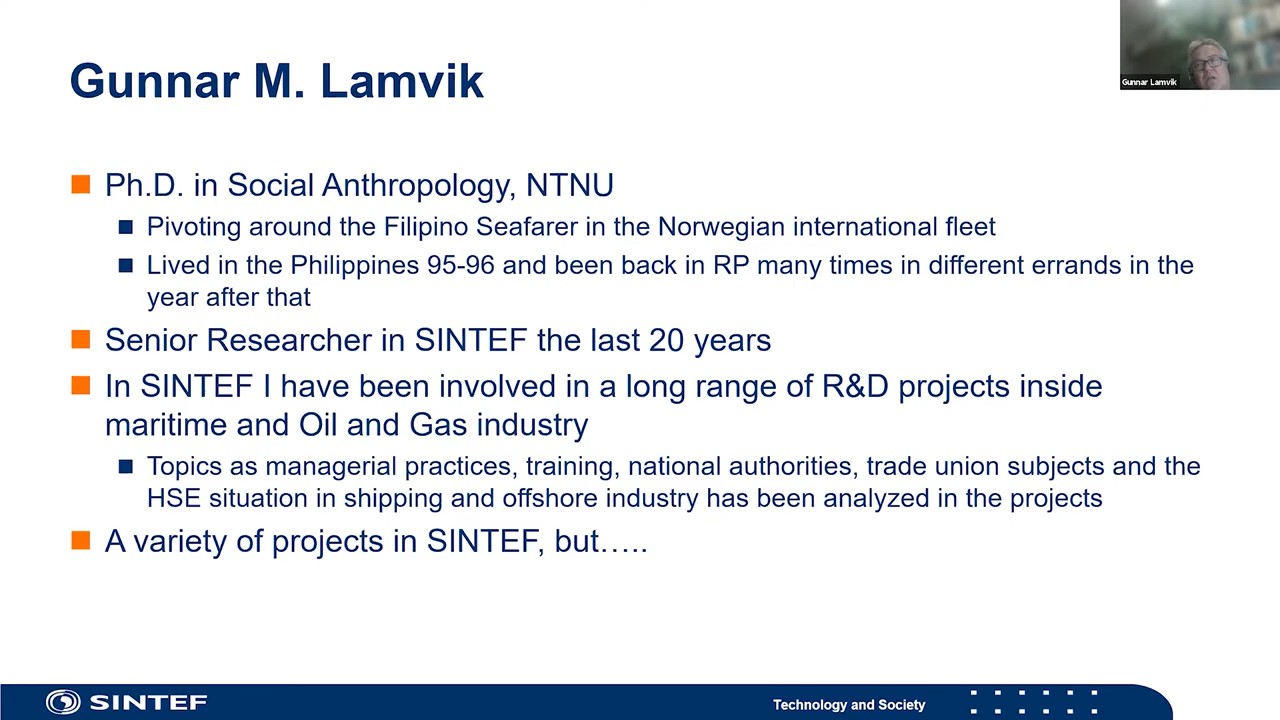 Gunnar M. Lamvik
Gunnar Lamvik
Ph.D. in Social Anthropology, NTNU
Pivoting around the Filipino Seafarer in the Norwegian international fleet
Lived in the Philippines 95-96 and been back in RP many times in different errands in the
year after that
Senior Researcher in SINTEF the last 20 years
In SINTEF I have been involved in a long range of R&D projects inside
maritime and Oil and Gas industry
Topics as managerial practices, training, national authorities, trade union subjects and the
HSE situation in shipping and offshore industry has been analyzed in the projects
A variety of projects in SINTEF, but…..
SINTEF
Technology and Society